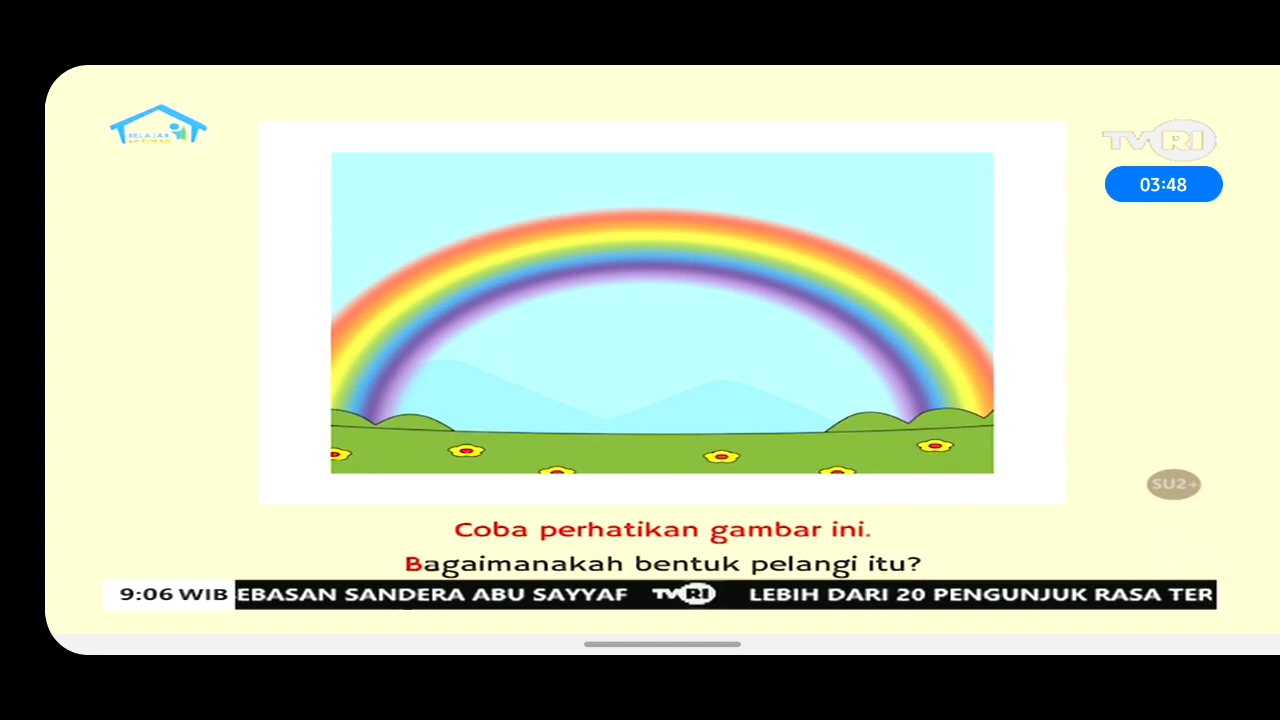 BELAJAR
TVRI
03:48
SU2+
Coba perhatikan gambar ini.
Bagaimanakah bentuk pelangi itu?
9:06 WIB EBASAN SANDERA ABU SAYYAF TVRI LEBIH DARI 20 PENGUNJUK RASA TER